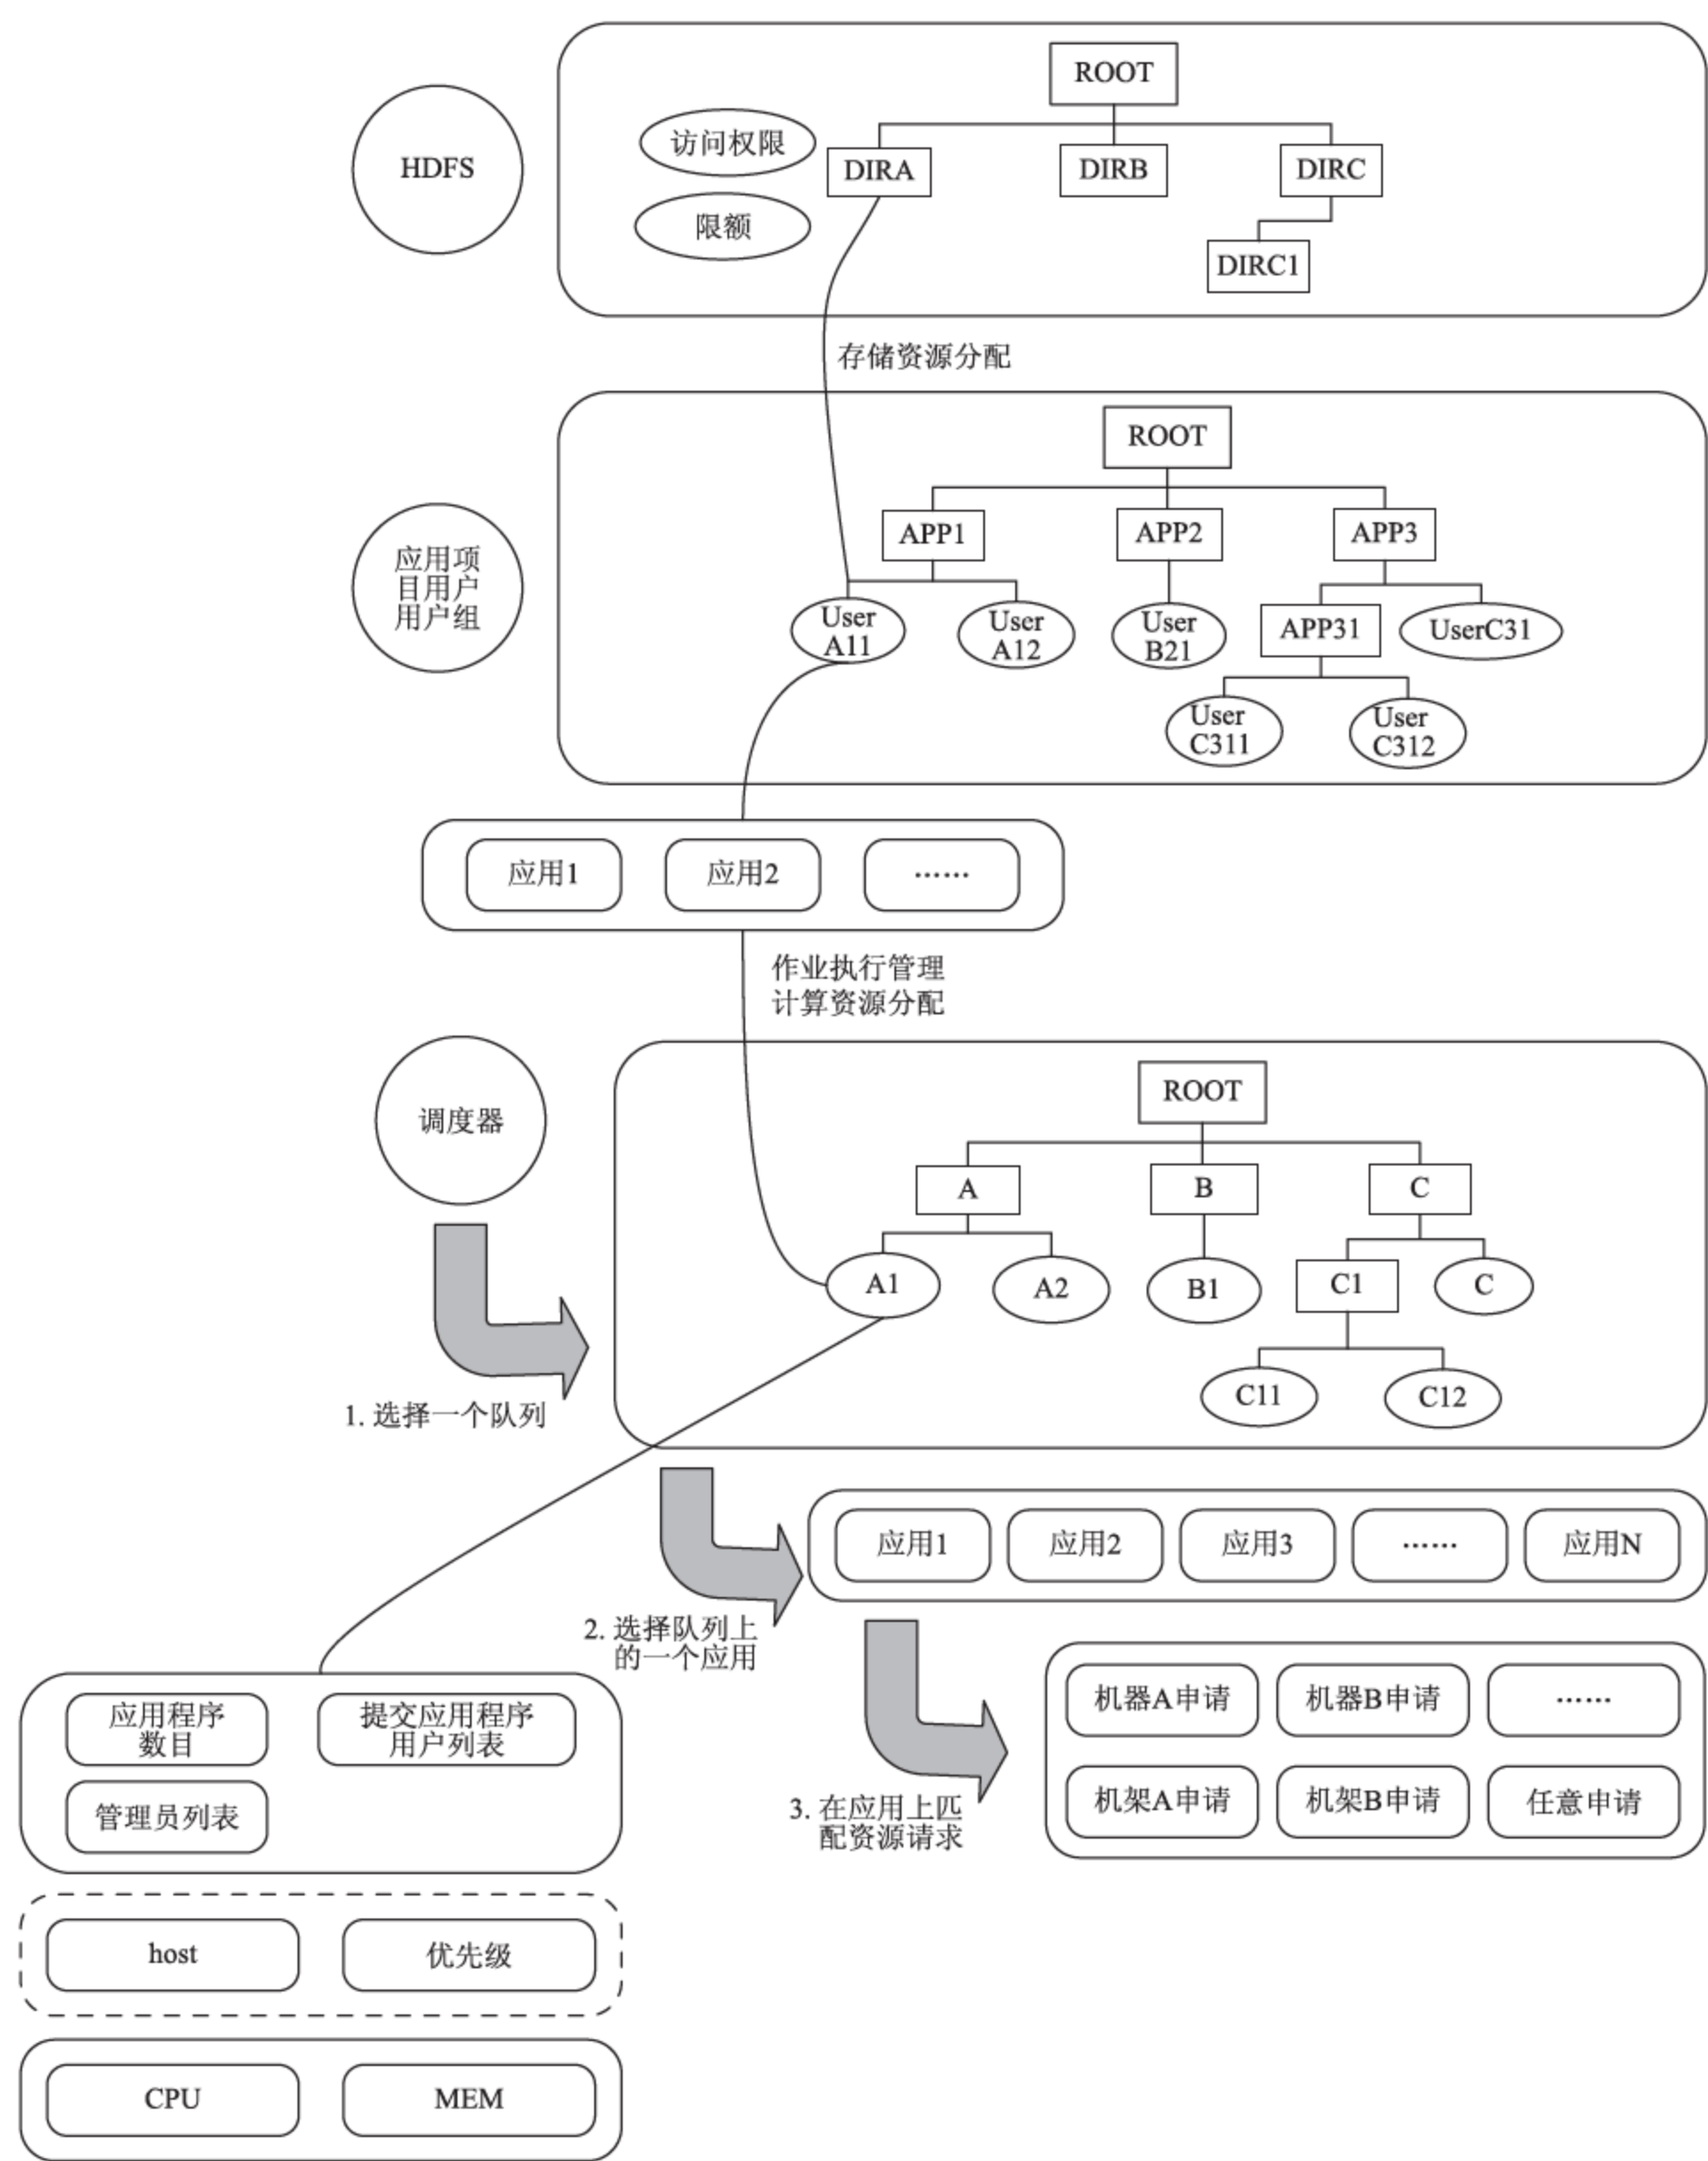 ROOT
访问权限
HDFS
DIRA
DIRB
DIRC
限额
DIRC1
存储资源分配
ROOT
APP1
APP2
APP3
应用项
目用户
用户组
User
A11
User
A12
User
B21
APP31
UserC31
User
C311
User
C312
应用1
应用2
……
作业执行管理
计算资源分配
ROOT
调度器
A
B
C
A1
A2
B1
C1
C
C11
C12
1. 选择一个队列
应用1
应用2
应用3
……
应用N
2. 选择队列上
的一个应用
机器A申请
机器B申请
……
机架A申请
机架B申请
任意申请
3. 在应用上匹
配资源请求
应用程序
数目
提交应用程序
用户列表
管理员列表
host
优先级
CPU
MEM